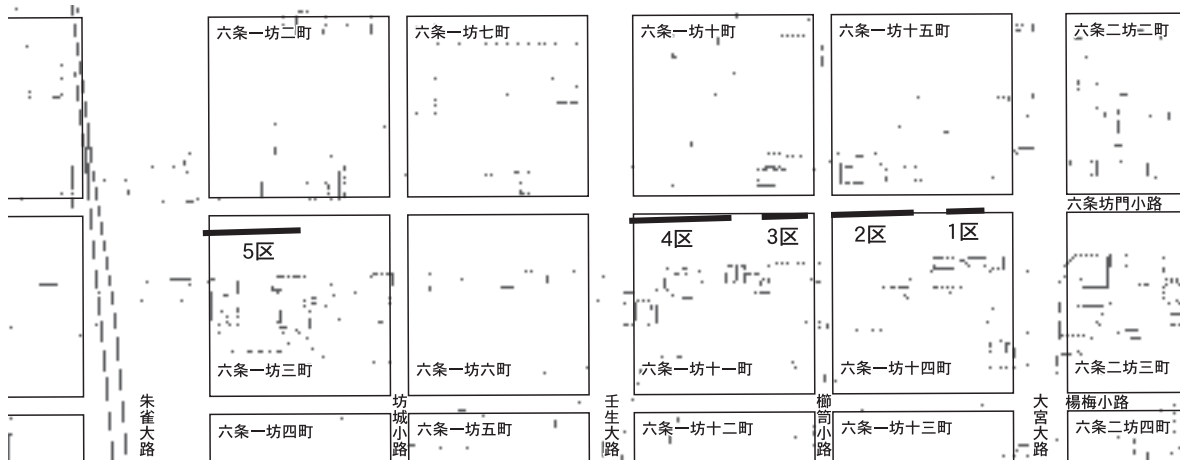 六条一坊二町
六条一坊七町
六条一坊十町
六条一坊十五町
六条二坊二町
六条坊門小路
5区
4区
3区
2区
1区
六条一坊三町
六条一坊六町
六条一坊十一町
六条一坊十四町
六条二坊三町
朱雀大路
坊城小路
壬生大路
櫛笥小路
大宮大路
楊梅小路
六条一坊四町
六条一坊五町
六条一坊十二町
六条一坊十三町
六条二坊四町